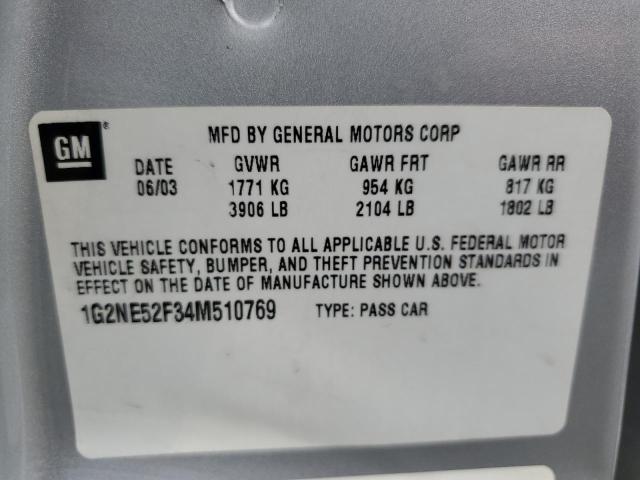 GM
MFD BY GENERAL MOTORS CORP
DATE GVWR GAWR FRT GAWR RR
06/03 1771 KG 954 KG 817 KG
3906 LB 2104 LB 1802 LB
THIS VEHICLE CONFORMS TO ALL APPLICABLE U.S. FEDERAL MOTOR
VEHICLE SAFETY, BUMPER, AND THEFT PREVENTION STANDARDS IN
EFFECT ON THE DATE OF MANUFACTURE SHOWN ABOVE.
1G2NE52F34M510769 TYPE: PASS CAR